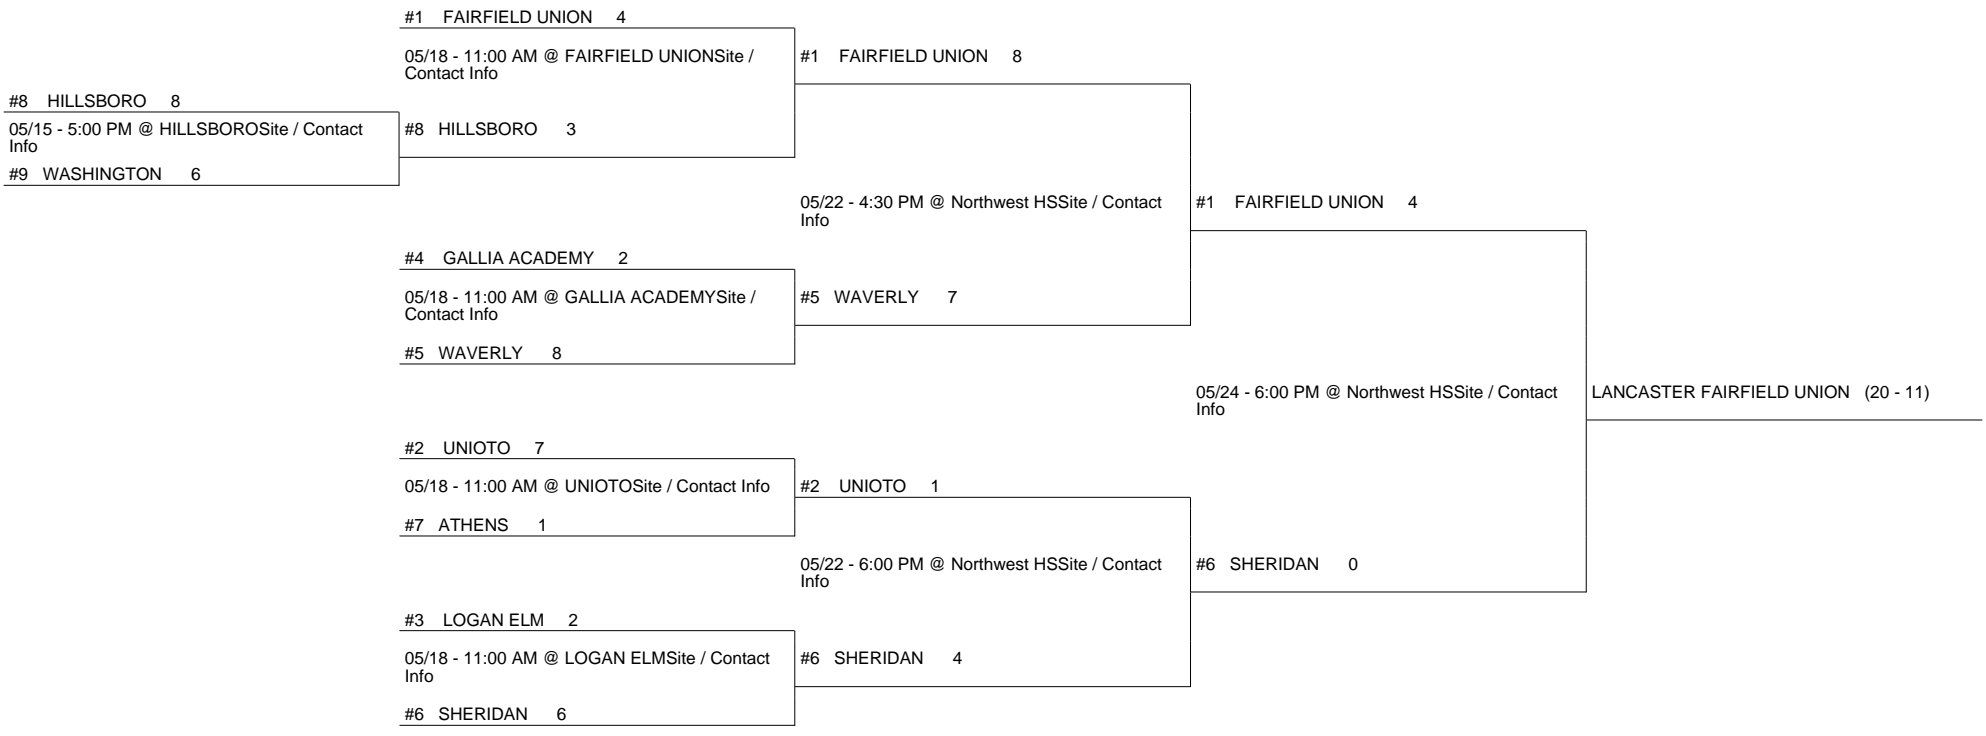 #1 FAIRFIELD UNION 4
05/18 - 11:00 AM @ FAIRFIELD UNIONSite /
Contact Info
#1 FAIRFIELD UNION 8
#8 HILLSBORO 8
05/15 - 5:00 PM @ HILLSBOROSite / Contact
Info
#9 WASHINGTON 6
#8 HILLSBORO 3
05/22 - 4:30 PM @ Northwest HSSite / Contact
Info
#1 FAIRFIELD UNION 4
#4 GALLIA ACADEMY 2
05/18 - 11:00 AM @ GALLIA ACADEMYSite /
Contact Info
#5 WAVERLY 7
#5 WAVERLY 8
05/24 - 6:00 PM @ Northwest HSSite / Contact
Info
LANCASTER FAIRFIELD UNION (20 - 11)
#2 UNIOTO 7
05/18 - 11:00 AM @ UNIOTOSite / Contact Info
#2 UNIOTO 1
#7 ATHENS 1
05/22 - 6:00 PM @ Northwest HSSite / Contact
Info
#6 SHERIDAN 0
#3 LOGAN ELM 2
05/18 - 11:00 AM @ LOGAN ELMSite / Contact
Info
#6 SHERIDAN 4
#6 SHERIDAN 6